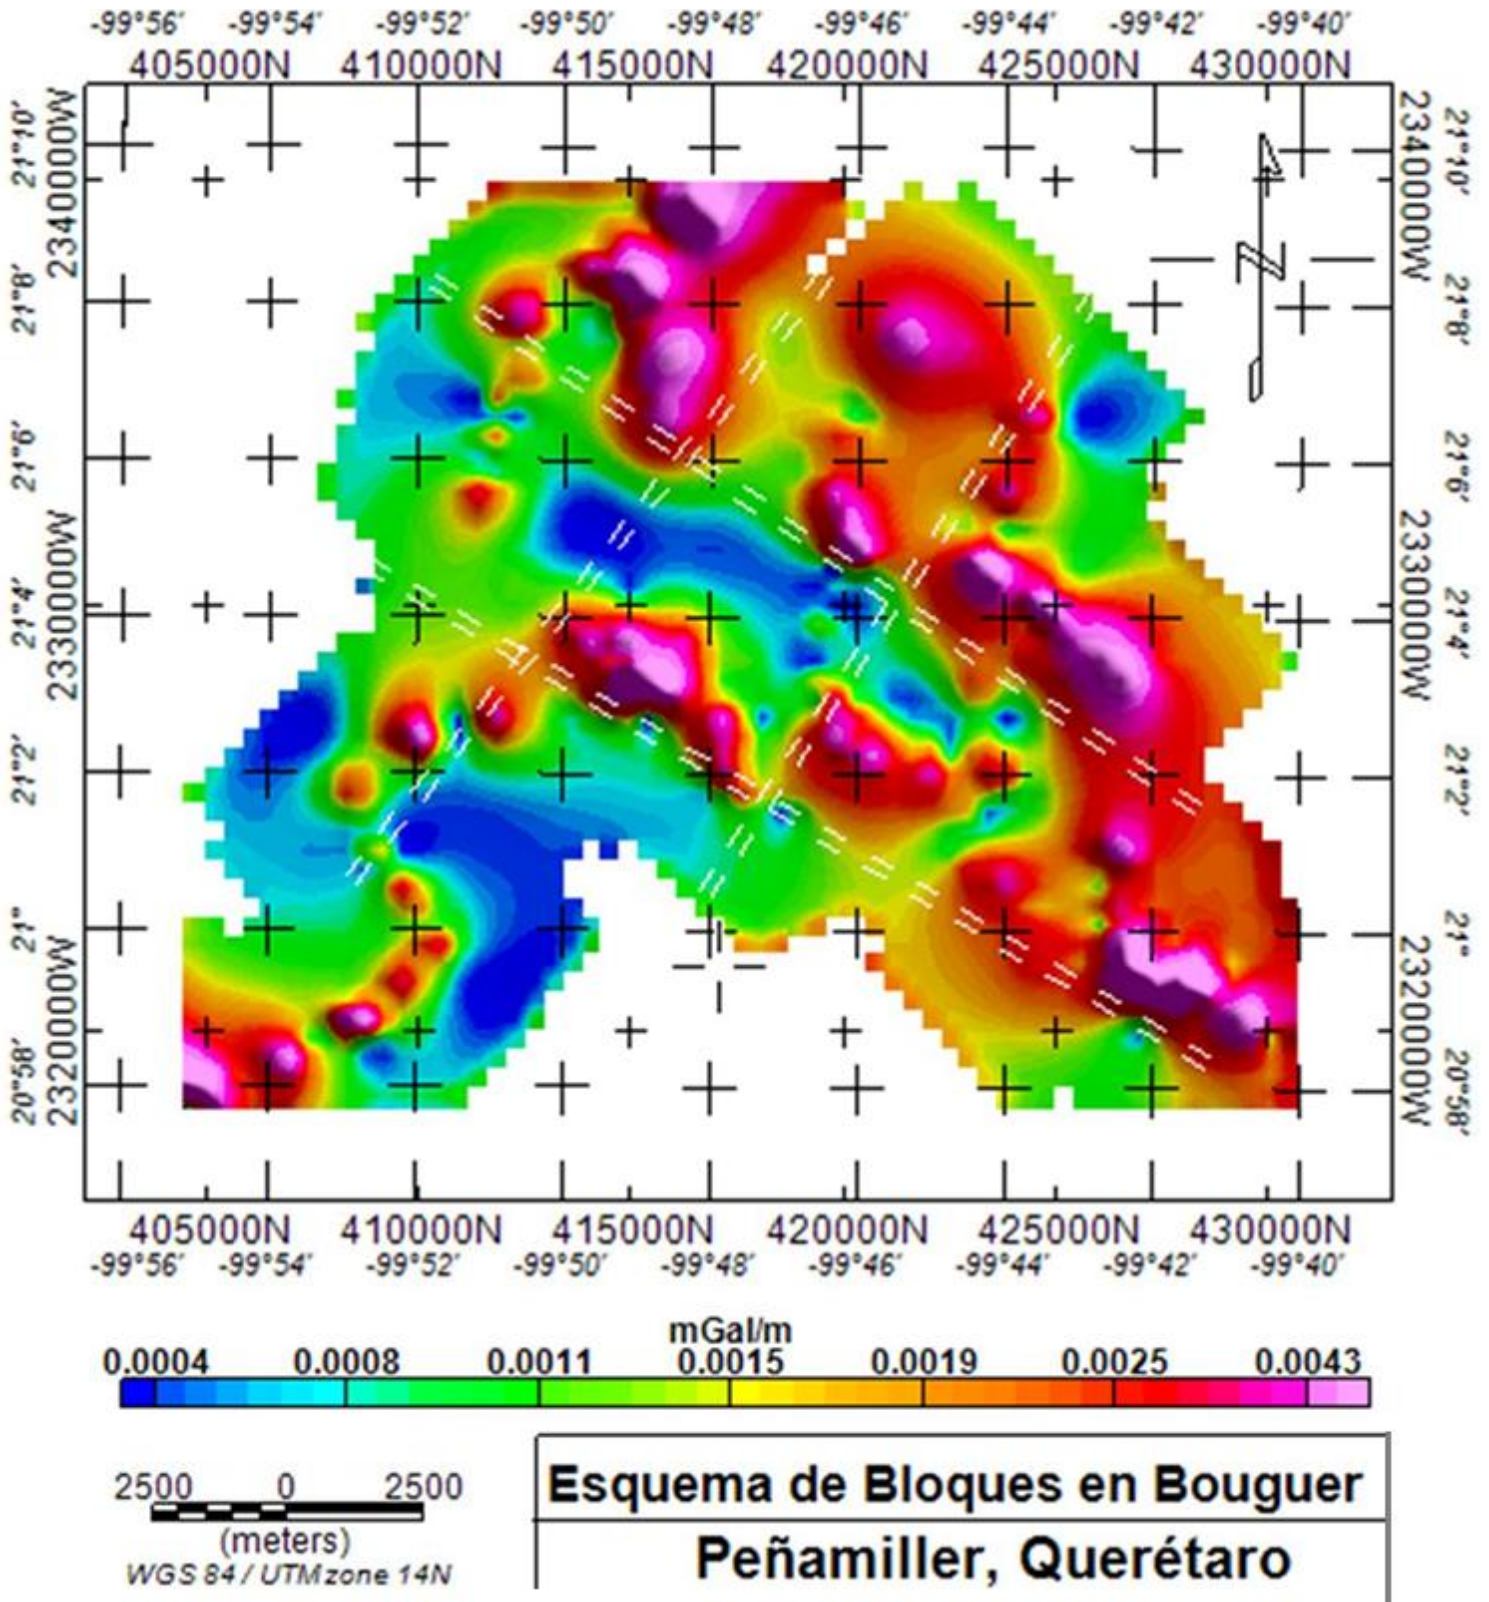 -99°56' -99°54' -99°52' -99°50' -99°48' -99°46' -99°44' -99°42' -99°40'
405000N 410000N 415000N 420000N 425000N 430000N
21°10' 21°8' 21°6' 21°4' 21°2' 21° 20°58'
2340000W 2330000W 2320000W
N
2340000W 2330000W 2320000W
21°10' 21°8' 21°6' 21°4' 21°2' 21° 20°58'
405000N 410000N 415000N 420000N 425000N 430000N
-99°56' -99°54' -99°52' -99°50' -99°48' -99°46' -99°44' -99°42' -99°40'
mGal/m
0.0004 0.0008 0.0011 0.0015 0.0019 0.0025 0.0043
2500 0 2500
(meters)
WGS 84 / UTM zone 14N
Esquema de Bloques en Bouguer
Peñamiller, Querétaro